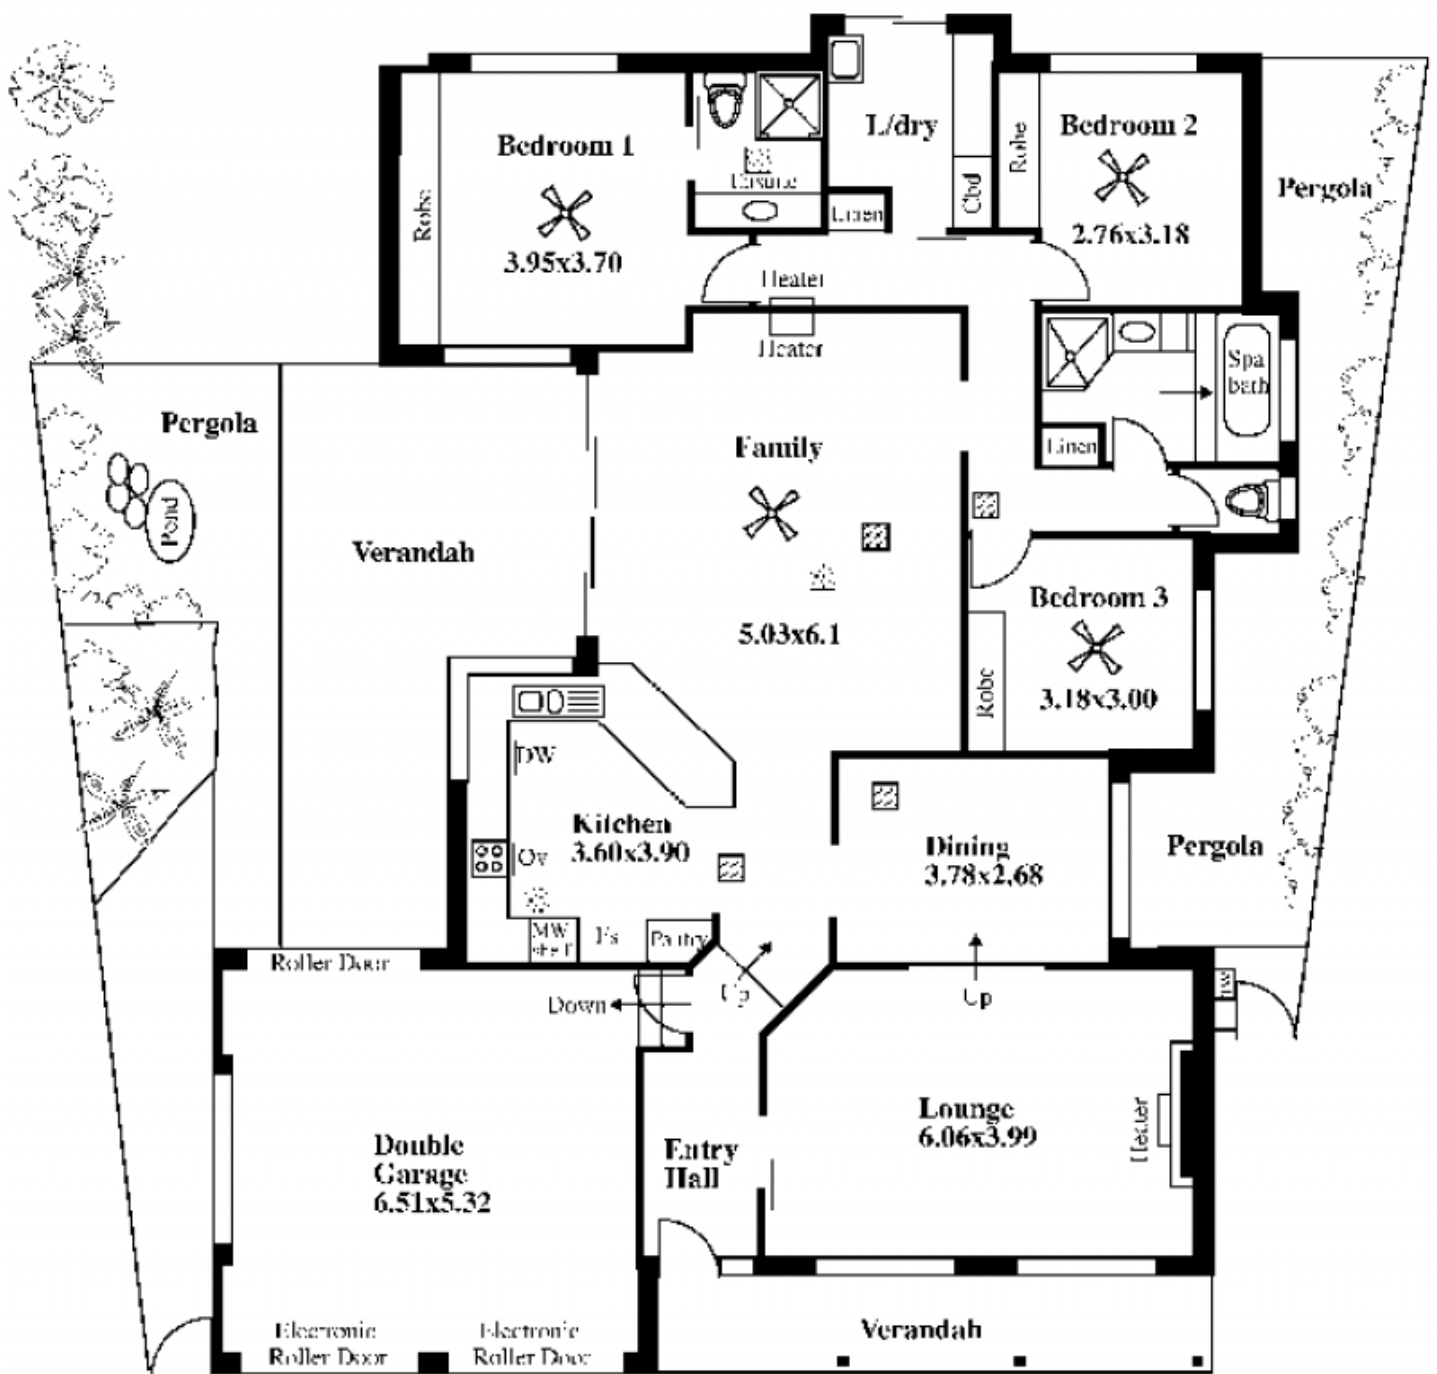 L/dry
Bedroom 1
Bedroom 2
Robe
Pergola
Ensuite
Cbd
Robe
Linen
3.95x3.70
2.76x3.18
Heater
Heater
Spa
bath
Pergola
Family
Linen
Pond
Verandah
Bedroom 3
5.03x6.1
Robe
3.18x3.00
DW
Kitchen
3.60x3.90
Ov
Dining
3.78x2.68
Pergola
MW
shelf
Pantry
Roller Door
Down
Up
Up
Lounge
6.06x3.99
Heater
Double
Garage
6.51x5.32
Entry
Hall
Electronic
Roller Door
Electronic
Roller Door
Verandah